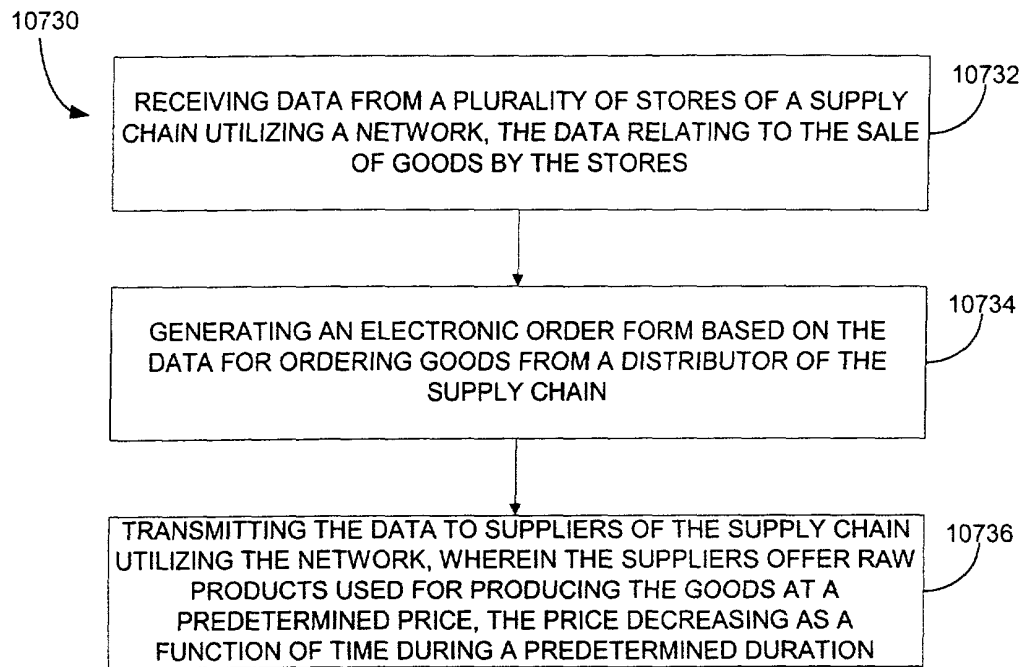 10730
10732
RECEIVING DATA FROM A PLURALITY OF STORES OF A SUPPLY
CHAIN UTILIZING A NETWORK, THE DATA RELATING TO THE SALE
OF GOODS BY THE STORES
10734
GENERATING AN ELECTRONIC ORDER FORM BASED ON THE
DATA FOR ORDERING GOODS FROM A DISTRIBUTOR OF THE
SUPPLY CHAIN
10736
TRANSMITTING THE DATA TO SUPPLIERS OF THE SUPPLY CHAIN
UTILIZING THE NETWORK, WHEREIN THE SUPPLIERS OFFER RAW
PRODUCTS USED FOR PRODUCING THE GOODS AT A
PREDETERMINED PRICE, THE PRICE DECREASING AS A
FUNCTION OF TIME DURING A PREDETERMINED DURATION